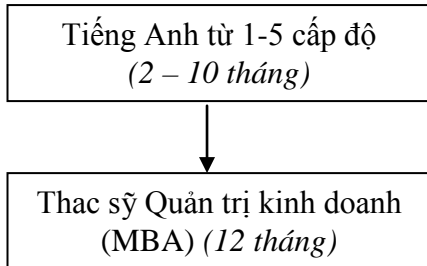 Tiếng Anh từ 1-5 cấp độ
(2 – 10 tháng)
Thac sỹ Quản trị kinh doanh
(MBA) (12 tháng)